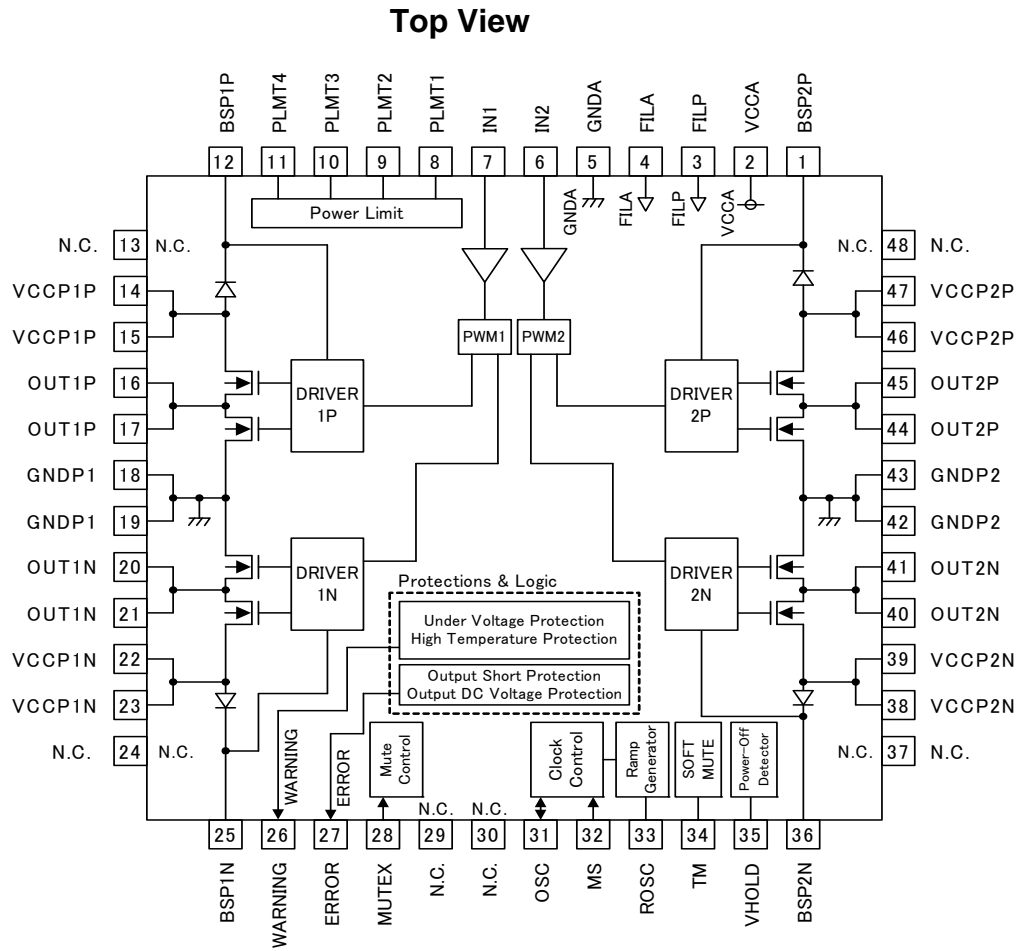 Top View
BSP1P
PLMT4
PLMT3
PLMT2
PLMT1
IN1
IN2
GNDA
FILA
FILP
VCCA
BSP2P
12
11
10
9
8
7
6
5
4
3
2
1
Power Limit
GNDA
FILA
FILP
VCCA
N.C. 13 N.C.
N.C. 48 N.C.
VCCP1P 14
47 VCCP2P
VCCP1P 15
46 VCCP2P
PWM1
PWM2
OUT1P 16
45 OUT2P
DRIVER
1P
DRIVER
2P
OUT1P 17
44 OUT2P
GNDP1 18
43 GNDP2
GNDP1 19
42 GNDP2
OUT1N 20
41 OUT2N
DRIVER
1N
DRIVER
2N
OUT1N 21
40 OUT2N
Protections & Logic
Under Voltage Protection
High Temperature Protection
Output Short Protection
Output DC Voltage Protection
VCCP1N 22
39 VCCP2N
VCCP1N 23
38 VCCP2N
N.C. 24 N.C.
N.C. 37 N.C.
WARNING
ERROR
Mute
Control
N.C.
N.C.
Clock
Control
Ramp
Generator
SOFT
MUTE
Power-Off
Detector
25
26
27
28
29
30
31
32
33
34
35
36
BSP1N
WARNING
ERROR
MUTEX
N.C.
N.C.
OSC
MS
ROSC
TM
VHOLD
BSP2N